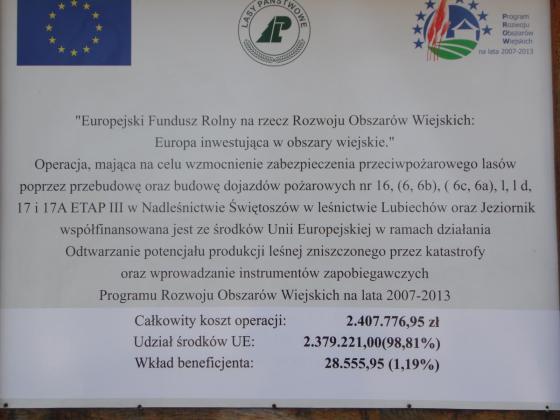 LASY PAŃSTWOWE
Program
Rozwoju
Obszarów
Wiejskich
na lata 2007-2013
"Europejski Fundusz Rolny na rzecz Rozwoju Obszarów Wiejskich:
Europa inwestująca w obszary wiejskie."
Operacja, mająca na celu wzmocnienie zabezpieczenia przeciwpożarowego lasów
poprzez przebudowę oraz budowę dojazdów pożarowych nr 16, (6, 6b), ( 6c, 6a), l, l d,
17 i 17A ETAP III w Nadleśnictwie Świętoszów w leśnictwie Lubiechów oraz Jeziornik
współfinansowana jest ze środków Unii Europejskiej w ramach działania
Odtwarzanie potencjału produkcji leśnej zniszczonego przez katastrofy
oraz wprowadzanie instrumentów zapobiegawczych
Programu Rozwoju Obszarów Wiejskich na lata 2007-2013
Całkowity koszt operacji: 2.407.776,95 zł
Udział środków UE: 2.379.221,00(98,81%)
Wkład beneficjenta: 28.555,95 (1,19%)